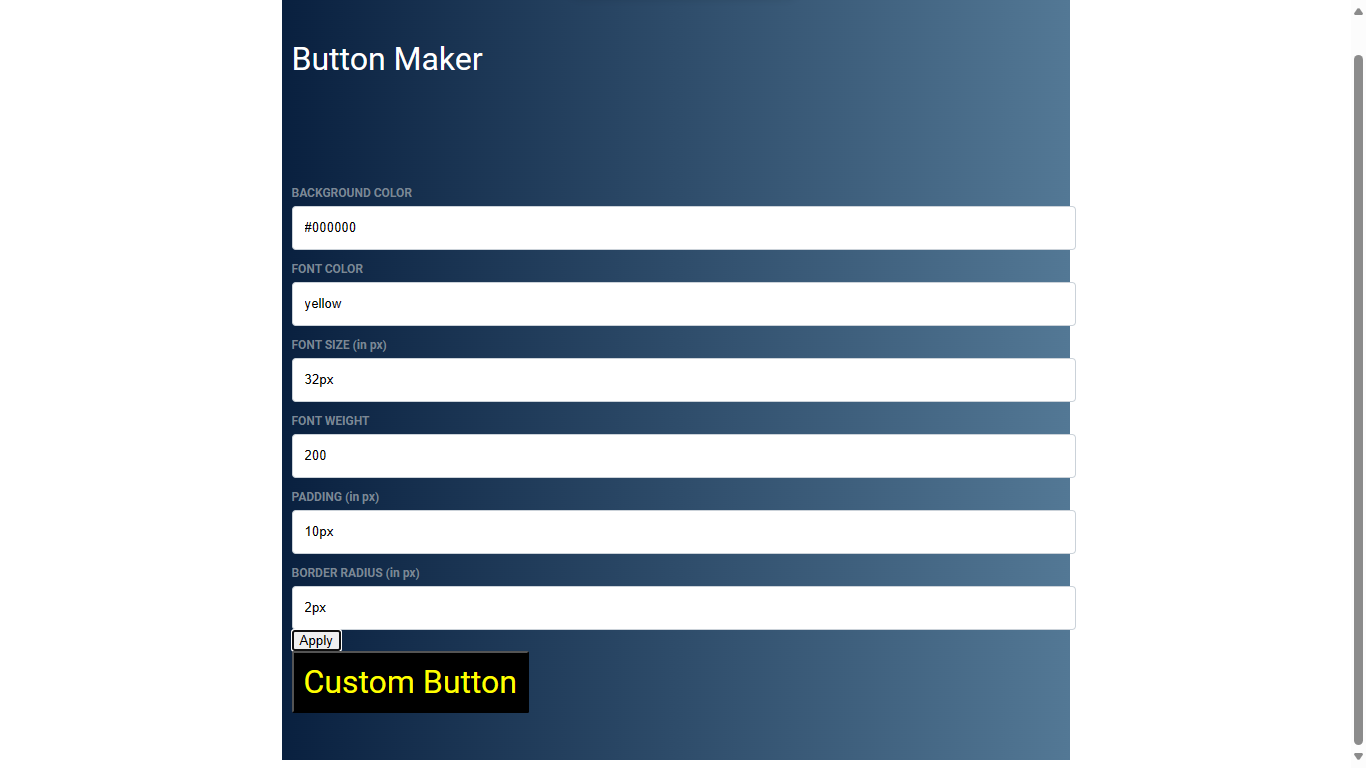 Button Maker
BACKGROUND COLOR
#000000
FONT COLOR
yellow
FONT SIZE (in px)
32px
FONT WEIGHT
200
PADDING (in px)
10px
BORDER RADIUS (in px)
2px
Apply
Custom Button